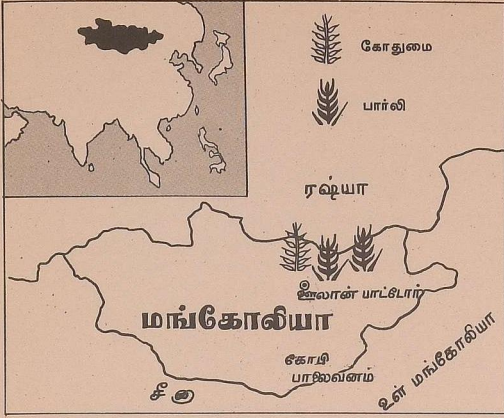 கோதுமை
பார்லி
ரஷ்யா
ஊலான் பாட்டோர்
மங்கோலியா
கோபி
பாலைவனம்
சீனா
உள் மங்கோலியா